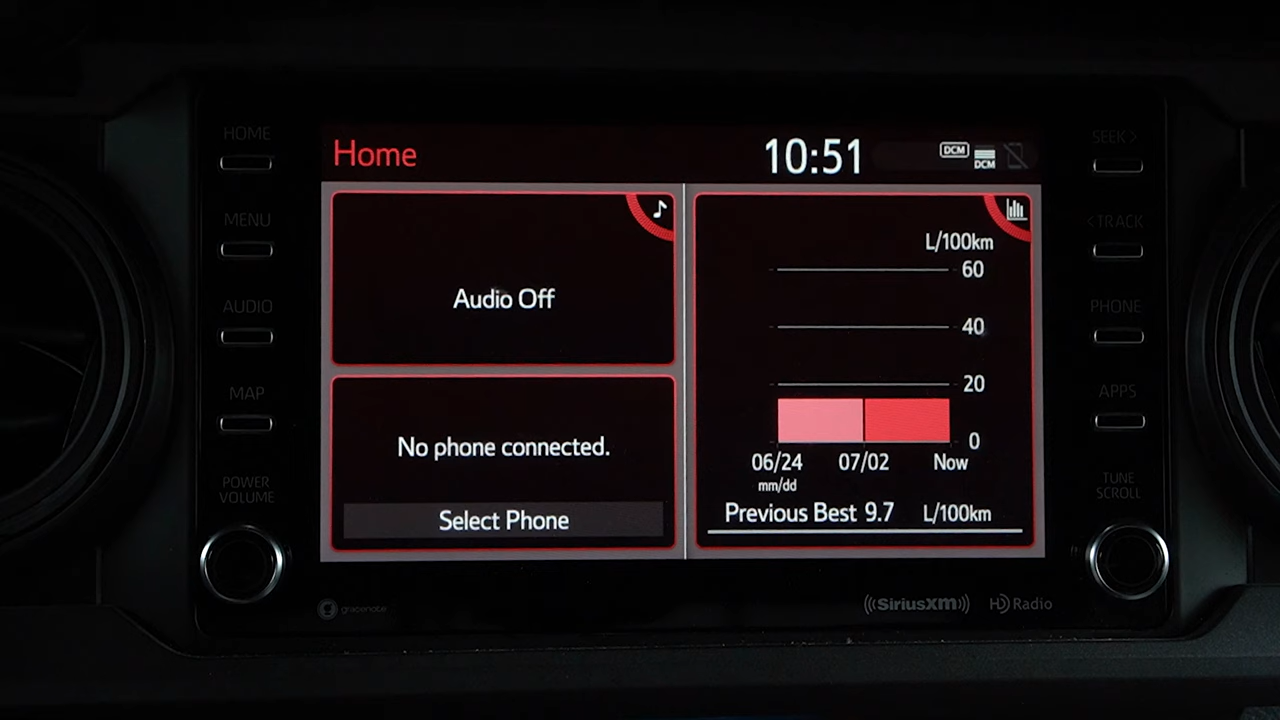 HOME
MENU
AUDIO
MAP
POWER
VOLUME
Home
10:51
DCM
DCM
Audio Off
No phone connected.
Select Phone
L/100km
60
40
20
0
06/24
07/02
Now
mm/dd
Previous Best 9.7 L/100km
SEEK >
< TRACK
PHONE
APPS
TUNE
SCROLL
gracenote
((SiriusXM))
HD Radio